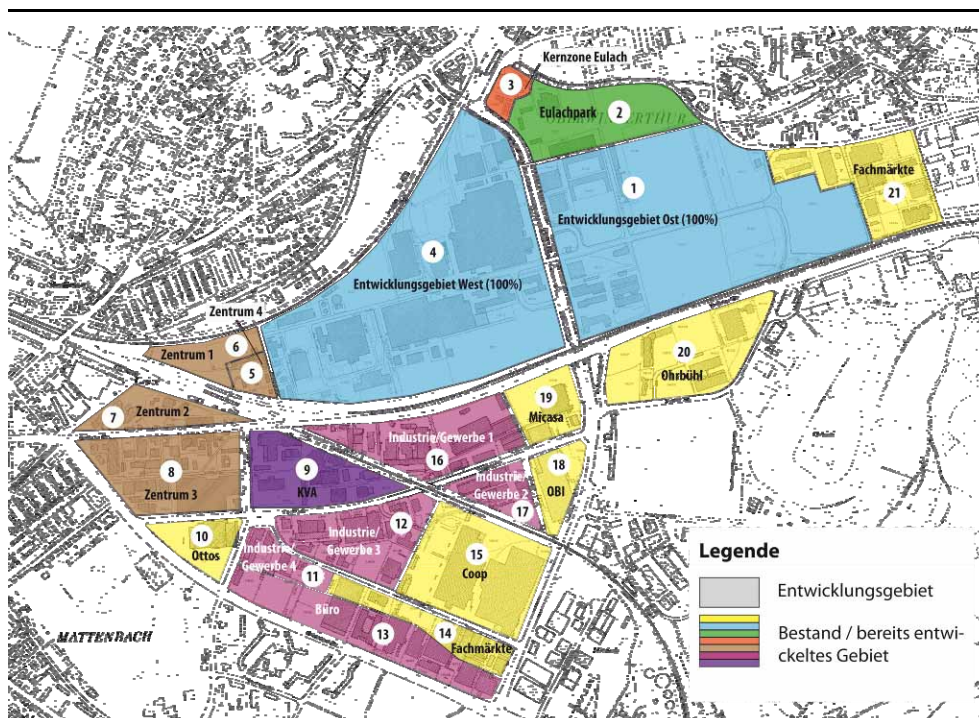 Kernzone Eulach
3
Eulachpark
2
OBERWINTERTHUR
1
Fachmärkte
21
Entwicklungsgebiet Ost (100%)
4
Entwicklungsgebiet West (100%)
Zentrum 4
6
Zentrum 1
5
20
Ohrbühl
19
Micasa
7
Zentrum 2
Industrie/Gewerbe 1
16
8
Zentrum 3
9
KVA
18
OBI
Industrie/
Gewerbe 2
17
10
Ottos
12
Industrie/
Gewerbe 3
15
Coop
Industrie/
Gewerbe 4
11
Büro
13
14
Fachmärkte
MATTENBACH
Legende
Entwicklungsgebiet
Bestand / bereits entwi-
ckeltes Gebiet